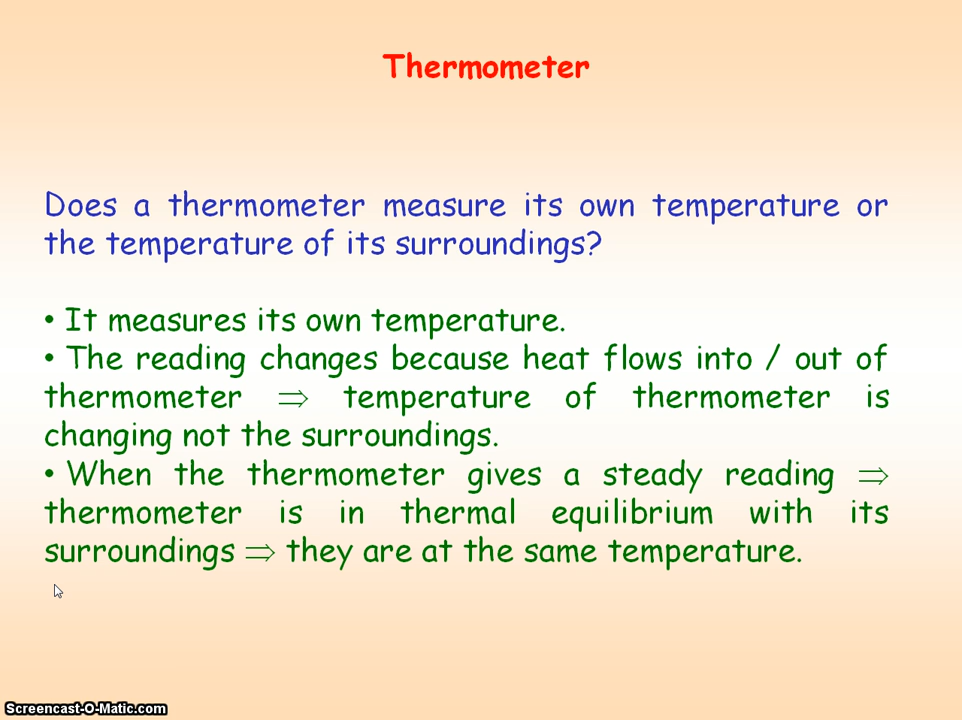 Thermometer
Does a thermometer measure its own temperature or
the temperature of its surroundings?
• It measures its own temperature.
• The reading changes because heat flows into / out of
thermometer ⇒ temperature of thermometer is
changing not the surroundings.
• When the thermometer gives a steady reading ⇒
thermometer is in thermal equilibrium with its
surroundings ⇒ they are at the same temperature.
Screencast-O-Matic.com